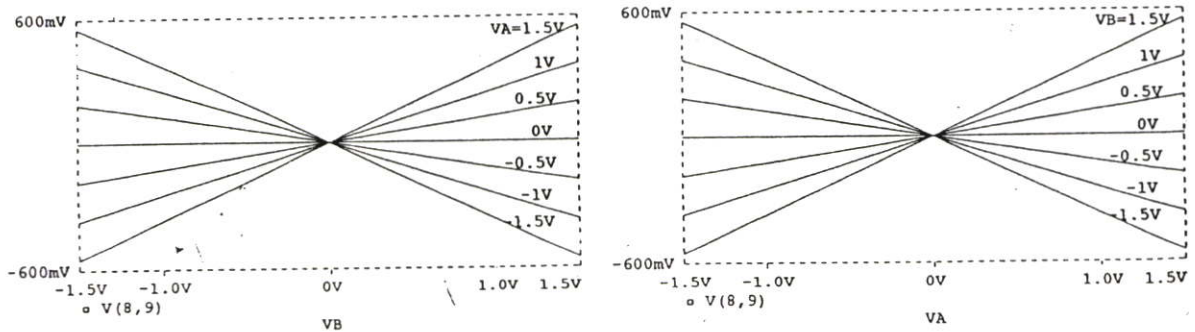 600mV
VA=1.5V
1V
0.5V
0V
-0.5V
-1V
-1.5V
-600mV
-1.5V -1.0V 0V 1.0V 1.5V
▫ V(8,9)
VB
600mV
VB=1.5V
1V
0.5V
0V
-0.5V
-1V
-1.5V
-600mV
-1.5V -1.0V 0V 1.0V 1.5V
▫ V(8,9)
VA